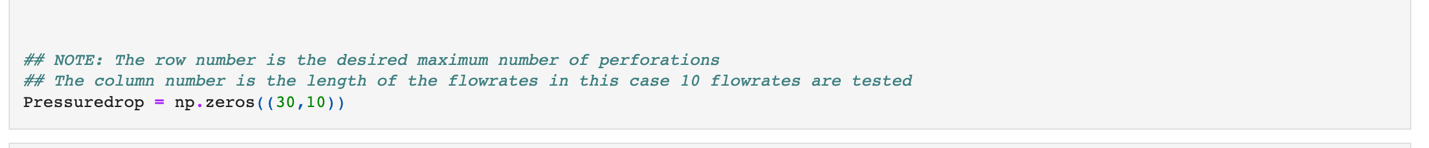 ## NOTE: The row number is the desired maximum number of perforations
## The column number is the length of the flowrates in this case 10 flowrates are tested
Pressuredrop = np.zeros((30,10))